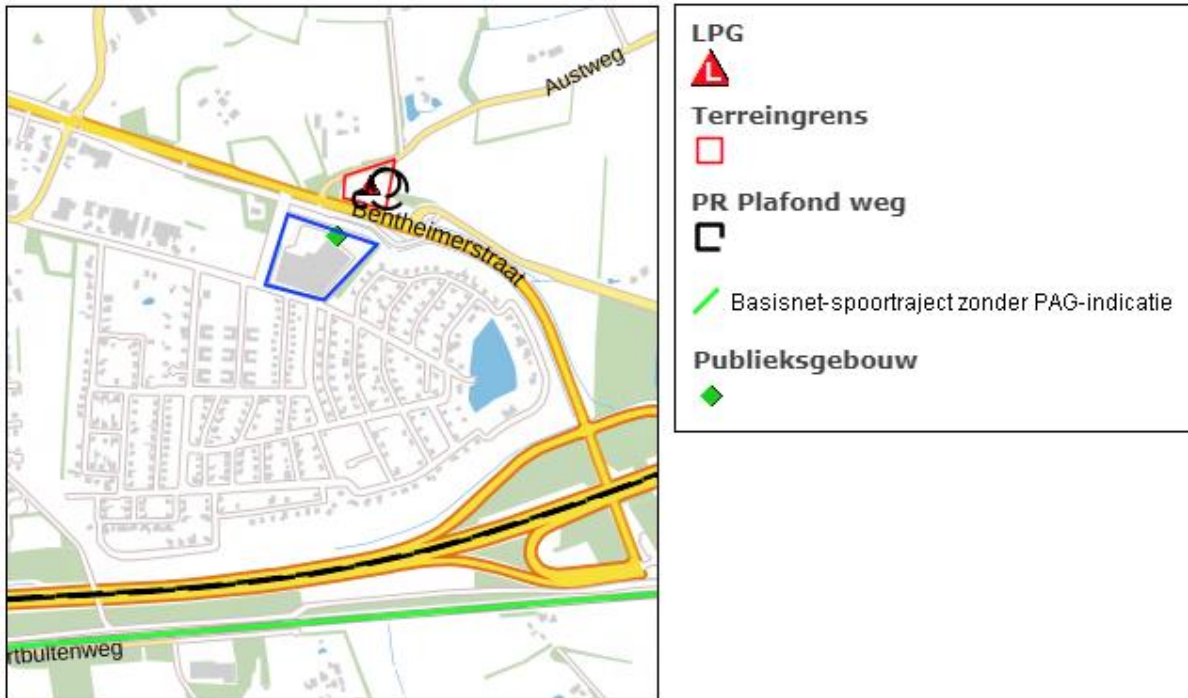 Austweg
Bentheimerstraat
rtbultenweg
LPG
L
Terreingrens
PR Plafond weg
Basisnet-spoortraject zonder PAG-indicatie
Publieksgebouw